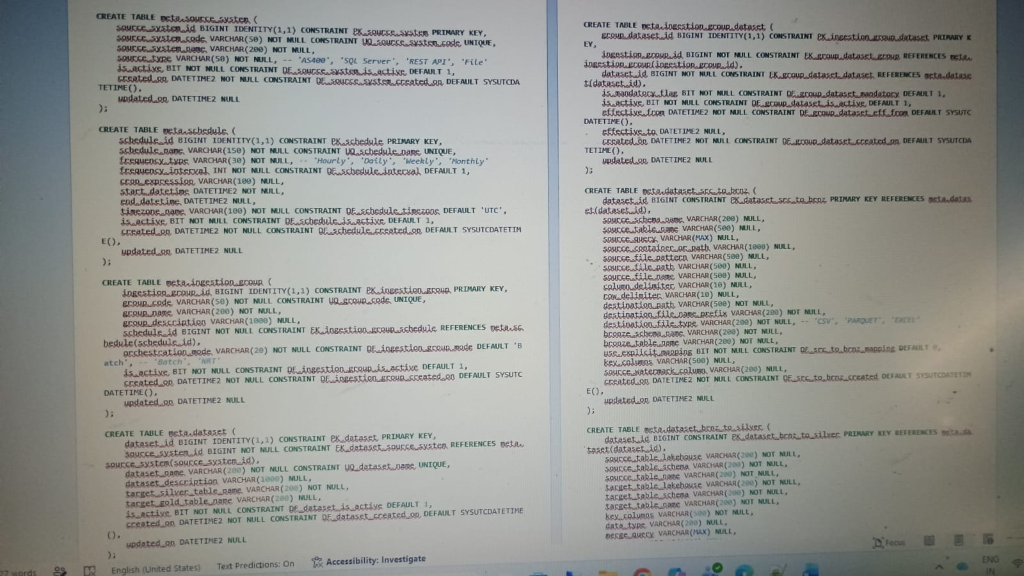 CREATE TABLE meta.source_system (
source_system_id BIGINT IDENTITY(1,1) CONSTRAINT PK_source_system PRIMARY KEY,
source_system_code VARCHAR(50) NOT NULL CONSTRAINT UQ_source_system_code UNIQUE,
source_system_name VARCHAR(200) NOT NULL,
source_type VARCHAR(50) NOT NULL, -- 'AS400', 'SQL Server', 'REST API', 'File'
is_active BIT NOT NULL CONSTRAINT DF_source_system_is_active DEFAULT 1,
created_on DATETIME2 NOT NULL CONSTRAINT DF_source_system_created_on DEFAULT SYSUTCDA
TETIME(),
updated_on DATETIME2 NULL
);
CREATE TABLE meta.schedule (
schedule_id BIGINT IDENTITY(1,1) CONSTRAINT PK_schedule PRIMARY KEY,
schedule_name VARCHAR(150) NOT NULL CONSTRAINT UQ_schedule_name UNIQUE,
frequency_type VARCHAR(30) NOT NULL, -- 'Hourly', 'Daily', 'Weekly', 'Monthly'
frequency_interval INT NOT NULL CONSTRAINT DF_schedule_interval DEFAULT 1,
cron_expression VARCHAR(100) NULL,
start_datetime DATETIME2 NOT NULL,
end_datetime DATETIME2 NULL,
timezone_name VARCHAR(100) NOT NULL CONSTRAINT DF_schedule_timezone DEFAULT 'UTC',
is_active BIT NOT NULL CONSTRAINT DF_schedule_is_active DEFAULT 1,
created_on DATETIME2 NOT NULL CONSTRAINT DF_schedule_created_on DEFAULT SYSUTCDATETIM
E(),
updated_on DATETIME2 NULL
);
CREATE TABLE meta.ingestion_group (
ingestion_group_id BIGINT IDENTITY(1,1) CONSTRAINT PK_ingestion_group PRIMARY KEY,
group_code VARCHAR(50) NOT NULL CONSTRAINT UQ_group_code UNIQUE,
group_name VARCHAR(200) NOT NULL,
group_description VARCHAR(1000) NULL,
schedule_id BIGINT NOT NULL CONSTRAINT FK_ingestion_group_schedule REFERENCES meta.sc
hedule(schedule_id),
orchestration_mode VARCHAR(20) NOT NULL CONSTRAINT DF_ingestion_group_mode DEFAULT 'B
atch', -- 'Batch', 'NRT'
is_active BIT NOT NULL CONSTRAINT DF_ingestion_group_is_active DEFAULT 1,
created_on DATETIME2 NOT NULL CONSTRAINT DF_ingestion_group_created_on DEFAULT SYSUTC
DATETIME(),
updated_on DATETIME2 NULL
);
CREATE TABLE meta.dataset (
dataset_id BIGINT IDENTITY(1,1) CONSTRAINT PK_dataset PRIMARY KEY,
source_system_id BIGINT NOT NULL CONSTRAINT FK_dataset_source_system REFERENCES meta.
source_system(source_system_id),
dataset_name VARCHAR(200) NOT NULL CONSTRAINT UQ_dataset_name UNIQUE,
dataset_description VARCHAR(1000) NULL,
target_silver_table_name VARCHAR(200) NOT NULL,
target_gold_table_name VARCHAR(200) NULL,
is_active BIT NOT NULL CONSTRAINT DF_dataset_is_active DEFAULT 1,
created_on DATETIME2 NOT NULL CONSTRAINT DF_dataset_created_on DEFAULT SYSUTCDATETIME
(),
updated_on DATETIME2 NULL
);
CREATE TABLE meta.ingestion_group_dataset (
group_dataset_id BIGINT IDENTITY(1,1) CONSTRAINT PK_ingestion_group_dataset PRIMARY K
EY,
ingestion_group_id BIGINT NOT NULL CONSTRAINT FK_group_dataset_group REFERENCES meta.
ingestion_group(ingestion_group_id),
dataset_id BIGINT NOT NULL CONSTRAINT FK_group_dataset_dataset REFERENCES meta.datase
t(dataset_id),
is_mandatory_flag BIT NOT NULL CONSTRAINT DF_group_dataset_mandatory DEFAULT 1,
is_active BIT NOT NULL CONSTRAINT DF_group_dataset_is_active DEFAULT 1,
effective_from DATETIME2 NOT NULL CONSTRAINT DF_group_dataset_eff_from DEFAULT SYSUTC
DATETIME(),
effective_to DATETIME2 NULL,
created_on DATETIME2 NOT NULL CONSTRAINT DF_group_dataset_created_on DEFAULT SYSUTCDA
TETIME(),
updated_on DATETIME2 NULL
);
CREATE TABLE meta.dataset_src_to_brnz (
dataset_id BIGINT CONSTRAINT PK_dataset_src_to_brnz PRIMARY KEY REFERENCES meta.datas
et(dataset_id),
source_schema_name VARCHAR(200) NULL,
source_table_name VARCHAR(500) NULL,
source_query VARCHAR(MAX) NULL,
source_container_or_path VARCHAR(1000) NULL,
source_file_pattern VARCHAR(500) NULL,
source_file_path VARCHAR(500) NULL,
source_file_name VARCHAR(500) NULL,
column_delimiter VARCHAR(10) NULL,
row_delimiter VARCHAR(10) NULL,
destination_path VARCHAR(500) NOT NULL,
destination_file_name_prefix VARCHAR(200) NULL,
destination_file_type VARCHAR(200) NOT NULL, -- 'CSV', 'PARQUET', 'EXCEL'
bronze_schema_name VARCHAR(200) NULL,
bronze_table_name VARCHAR(200) NULL,
use_explicit_mapping BIT NOT NULL CONSTRAINT DF_src_to_brnz_mapping DEFAULT 0,
key_columns VARCHAR(500) NULL,
source_watermark_column VARCHAR(200) NULL,
created_on DATETIME2 NOT NULL CONSTRAINT DF_src_to_brnz_created DEFAULT SYSUTCDATETIM
E(),
updated_on DATETIME2 NULL
);
CREATE TABLE meta.dataset_brnz_to_silver (
dataset_id BIGINT CONSTRAINT PK_dataset_brnz_to_silver PRIMARY KEY REFERENCES meta.da
taset(dataset_id),
source_table_lakehouse VARCHAR(200) NOT NULL,
source_table_schema VARCHAR(200) NOT NULL,
source_table_name VARCHAR(200) NOT NULL,
target_table_lakehouse VARCHAR(200) NOT NULL,
target_table_schema VARCHAR(200) NOT NULL,
target_table_name VARCHAR(200) NOT NULL,
key_columns VARCHAR(500) NOT NULL,
data_type VARCHAR(200) NULL,
merge_query VARCHAR(MAX) NULL,
words
English (United States)
Text Predictions: On
Accessibility: Investigate
Focus
ENG
IN